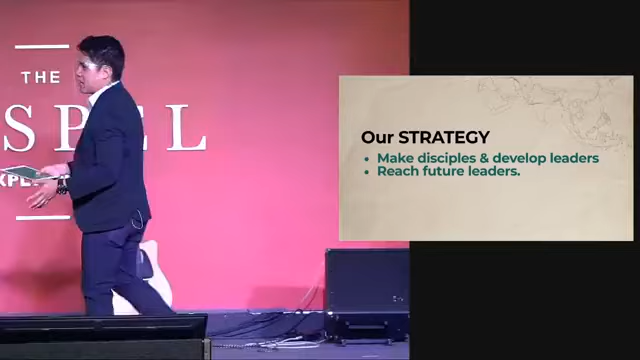 THE
SPEL
Our STRATEGY
• Make disciples & develop leaders
• Reach future leaders.